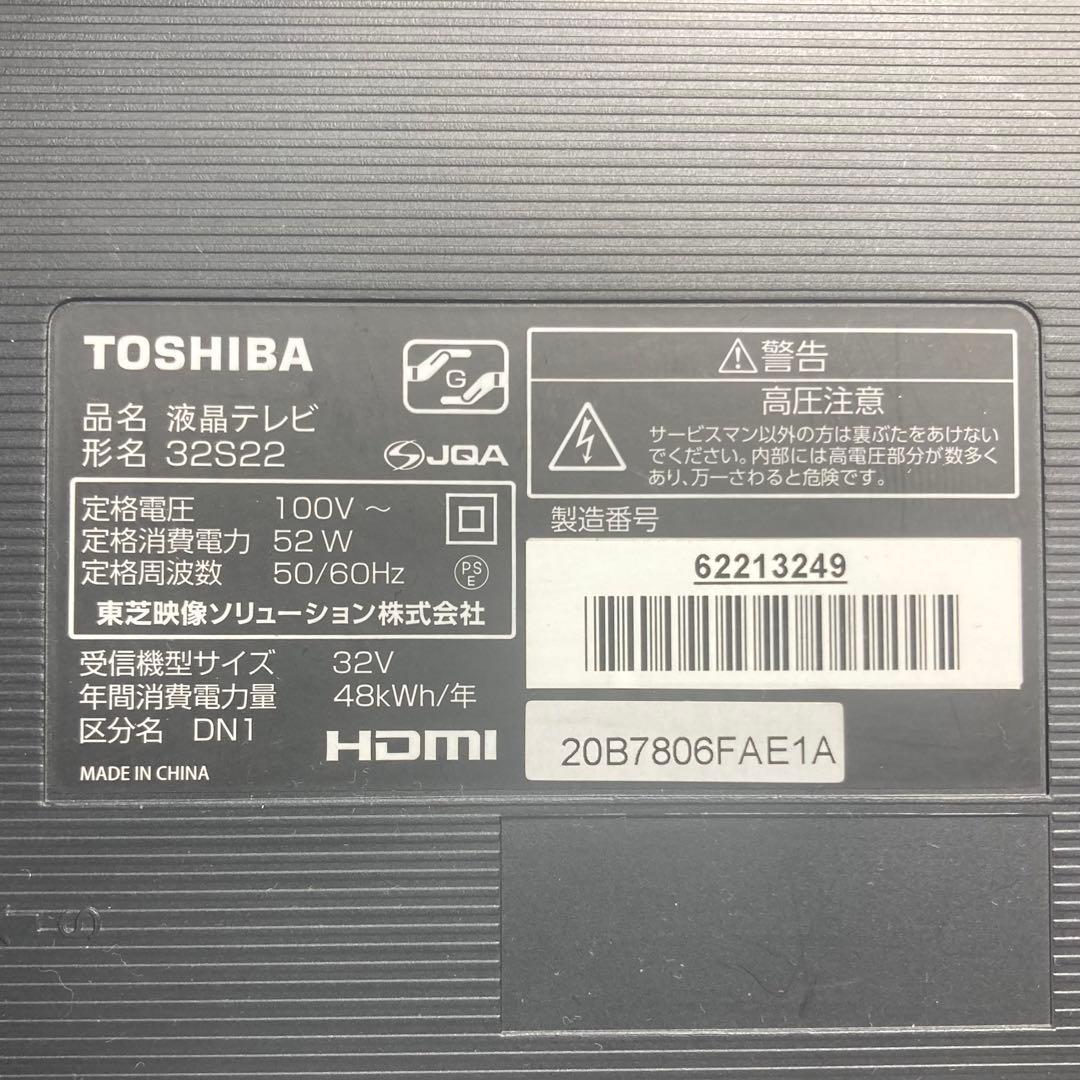 TOSHIBA
G
品名 液晶テレビ
形名 32S22
JQA
定格電圧 100V ～
定格消費電力 52 W
定格周波数 50/60Hz
PS
E
東芝映像ソリューション株式会社
受信機型サイズ 32V
年間消費電力量 48kWh/年
区分名 DN1
HDMI
MADE IN CHINA
警告
高圧注意
サービスマン以外の方は裏ぶたをあけない
でください。内部には高電圧部分が数多く
あり、万一さわると危険です。
製造番号
62213249
20B7806FAE1A